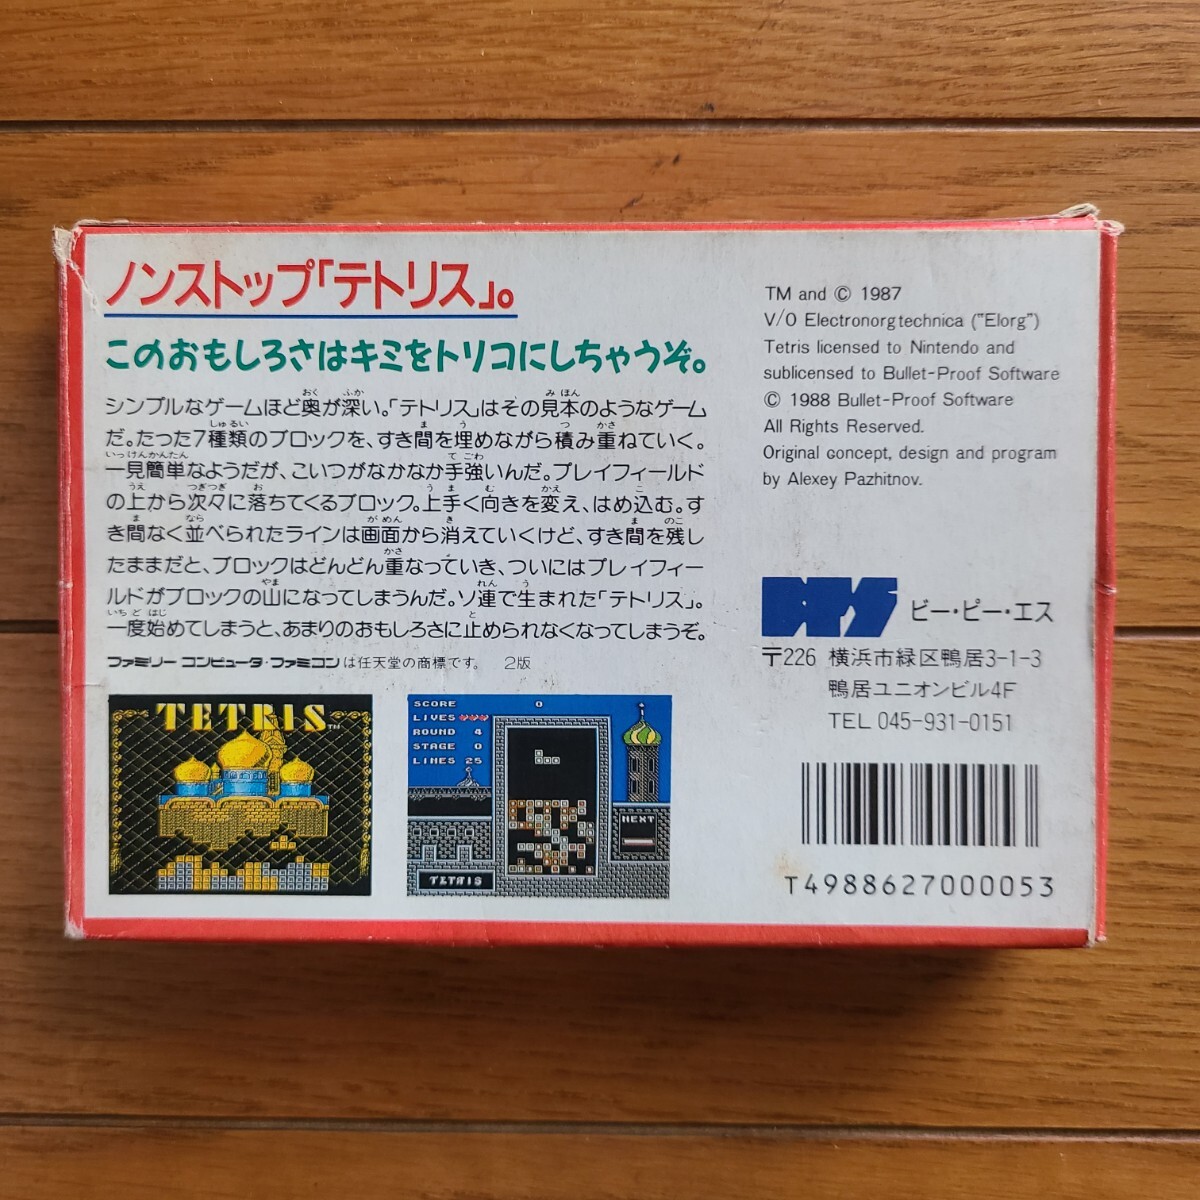 ノンストップ「テトリス」。
このおもしろさはキミをトリコにしちゃうぞ。
シンプルなゲームほど奥が深い。「テトリス」はその見本のようなゲーム
だ。たった7種類のブロックを、すき間を埋めながら積み重ねていく。
一見簡単なようだが、こいつがなかなか手強いんだ。プレイフィールド
の上から次々に落ちてくるブロック。上手く向きを変え、はめ込む。す
き間なく並べられたラインは画面から消えていくけど、すき間を残し
たままだと、ブロックはどんどん重なっていき、ついにはプレイフィー
ルドがブロックの山になってしまうんだ。ソ連で生まれた「テトリス」。
一度始めてしまうと、あまりのおもしろさに止められなくなってしまうぞ。
ファミリーコンピュータ・ファミコンは任天堂の商標です。 2版
TETRIS™
SCORE 0
LIVES
ROUND 4
STAGE 0
LINES 25
NEXT
TETRIS
TM and © 1987
V/O Electronorgtechnica ("Elorg")
Tetris licensed to Nintendo and
sublicensed to Bullet-Proof Software
© 1988 Bullet-Proof Software
All Rights Reserved.
Original concept, design and program
by Alexey Pazhitnov.
BPS ビー・ピー・エス
〒226 横浜市緑区鴨居3-1-3
鴨居ユニオンビル4F
TEL 045-931-0151
T4988627000053